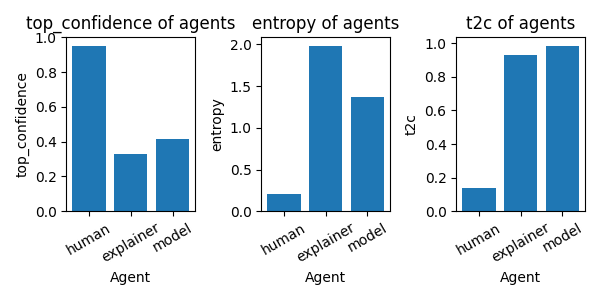 top_confidence of agents
top_confidence
1.0
0.8
0.6
0.4
0.2
0.0
human
explainer
model
Agent
entropy of agents
entropy
2.0
1.5
1.0
0.5
0.0
human
explainer
model
Agent
t2c of agents
t2c
1.0
0.8
0.6
0.4
0.2
0.0
human
explainer
model
Agent